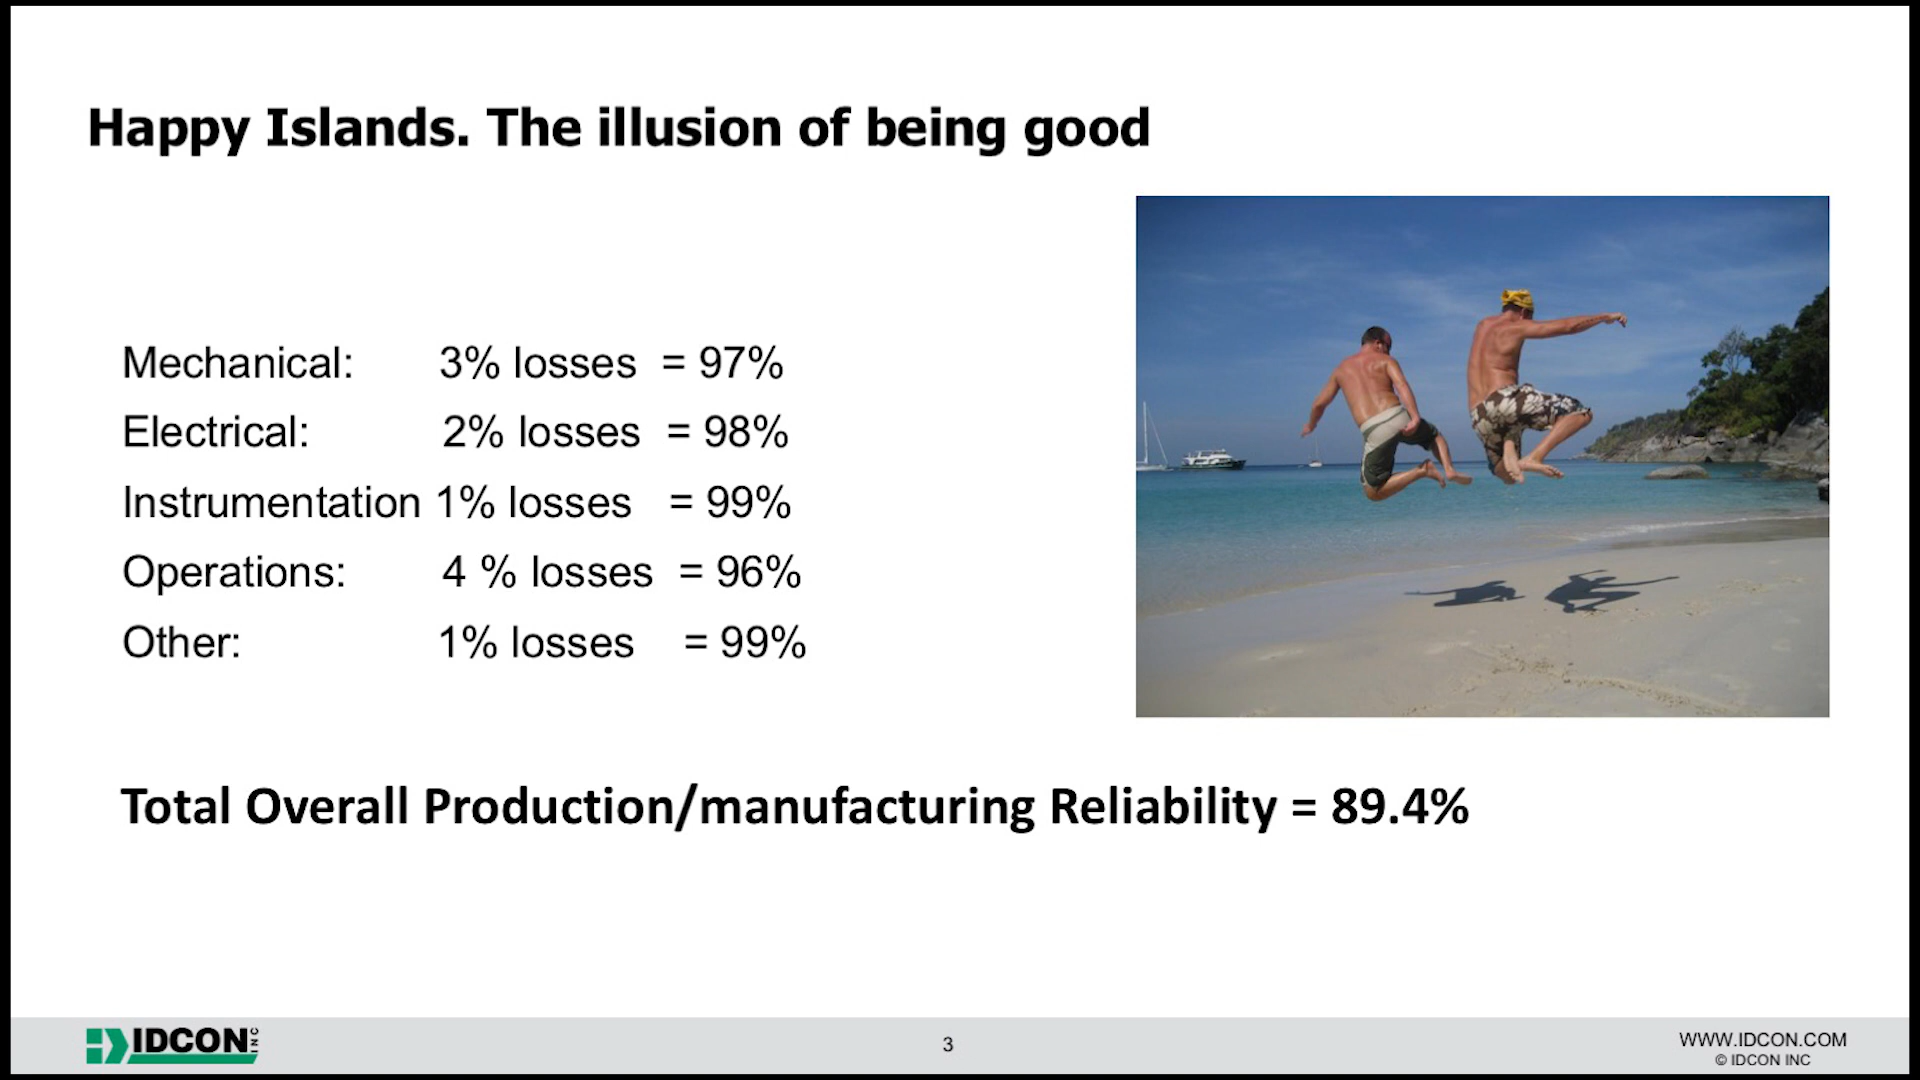 Happy Islands. The illusion of being good
Mechanical: 3% losses = 97%
Electrical: 2% losses = 98%
Instrumentation 1% losses = 99%
Operations: 4 % losses = 96%
Other: 1% losses = 99%
Total Overall Production/manufacturing Reliability = 89.4%
IDCON INC
3
WWW.IDCON.COM
© IDCON INC